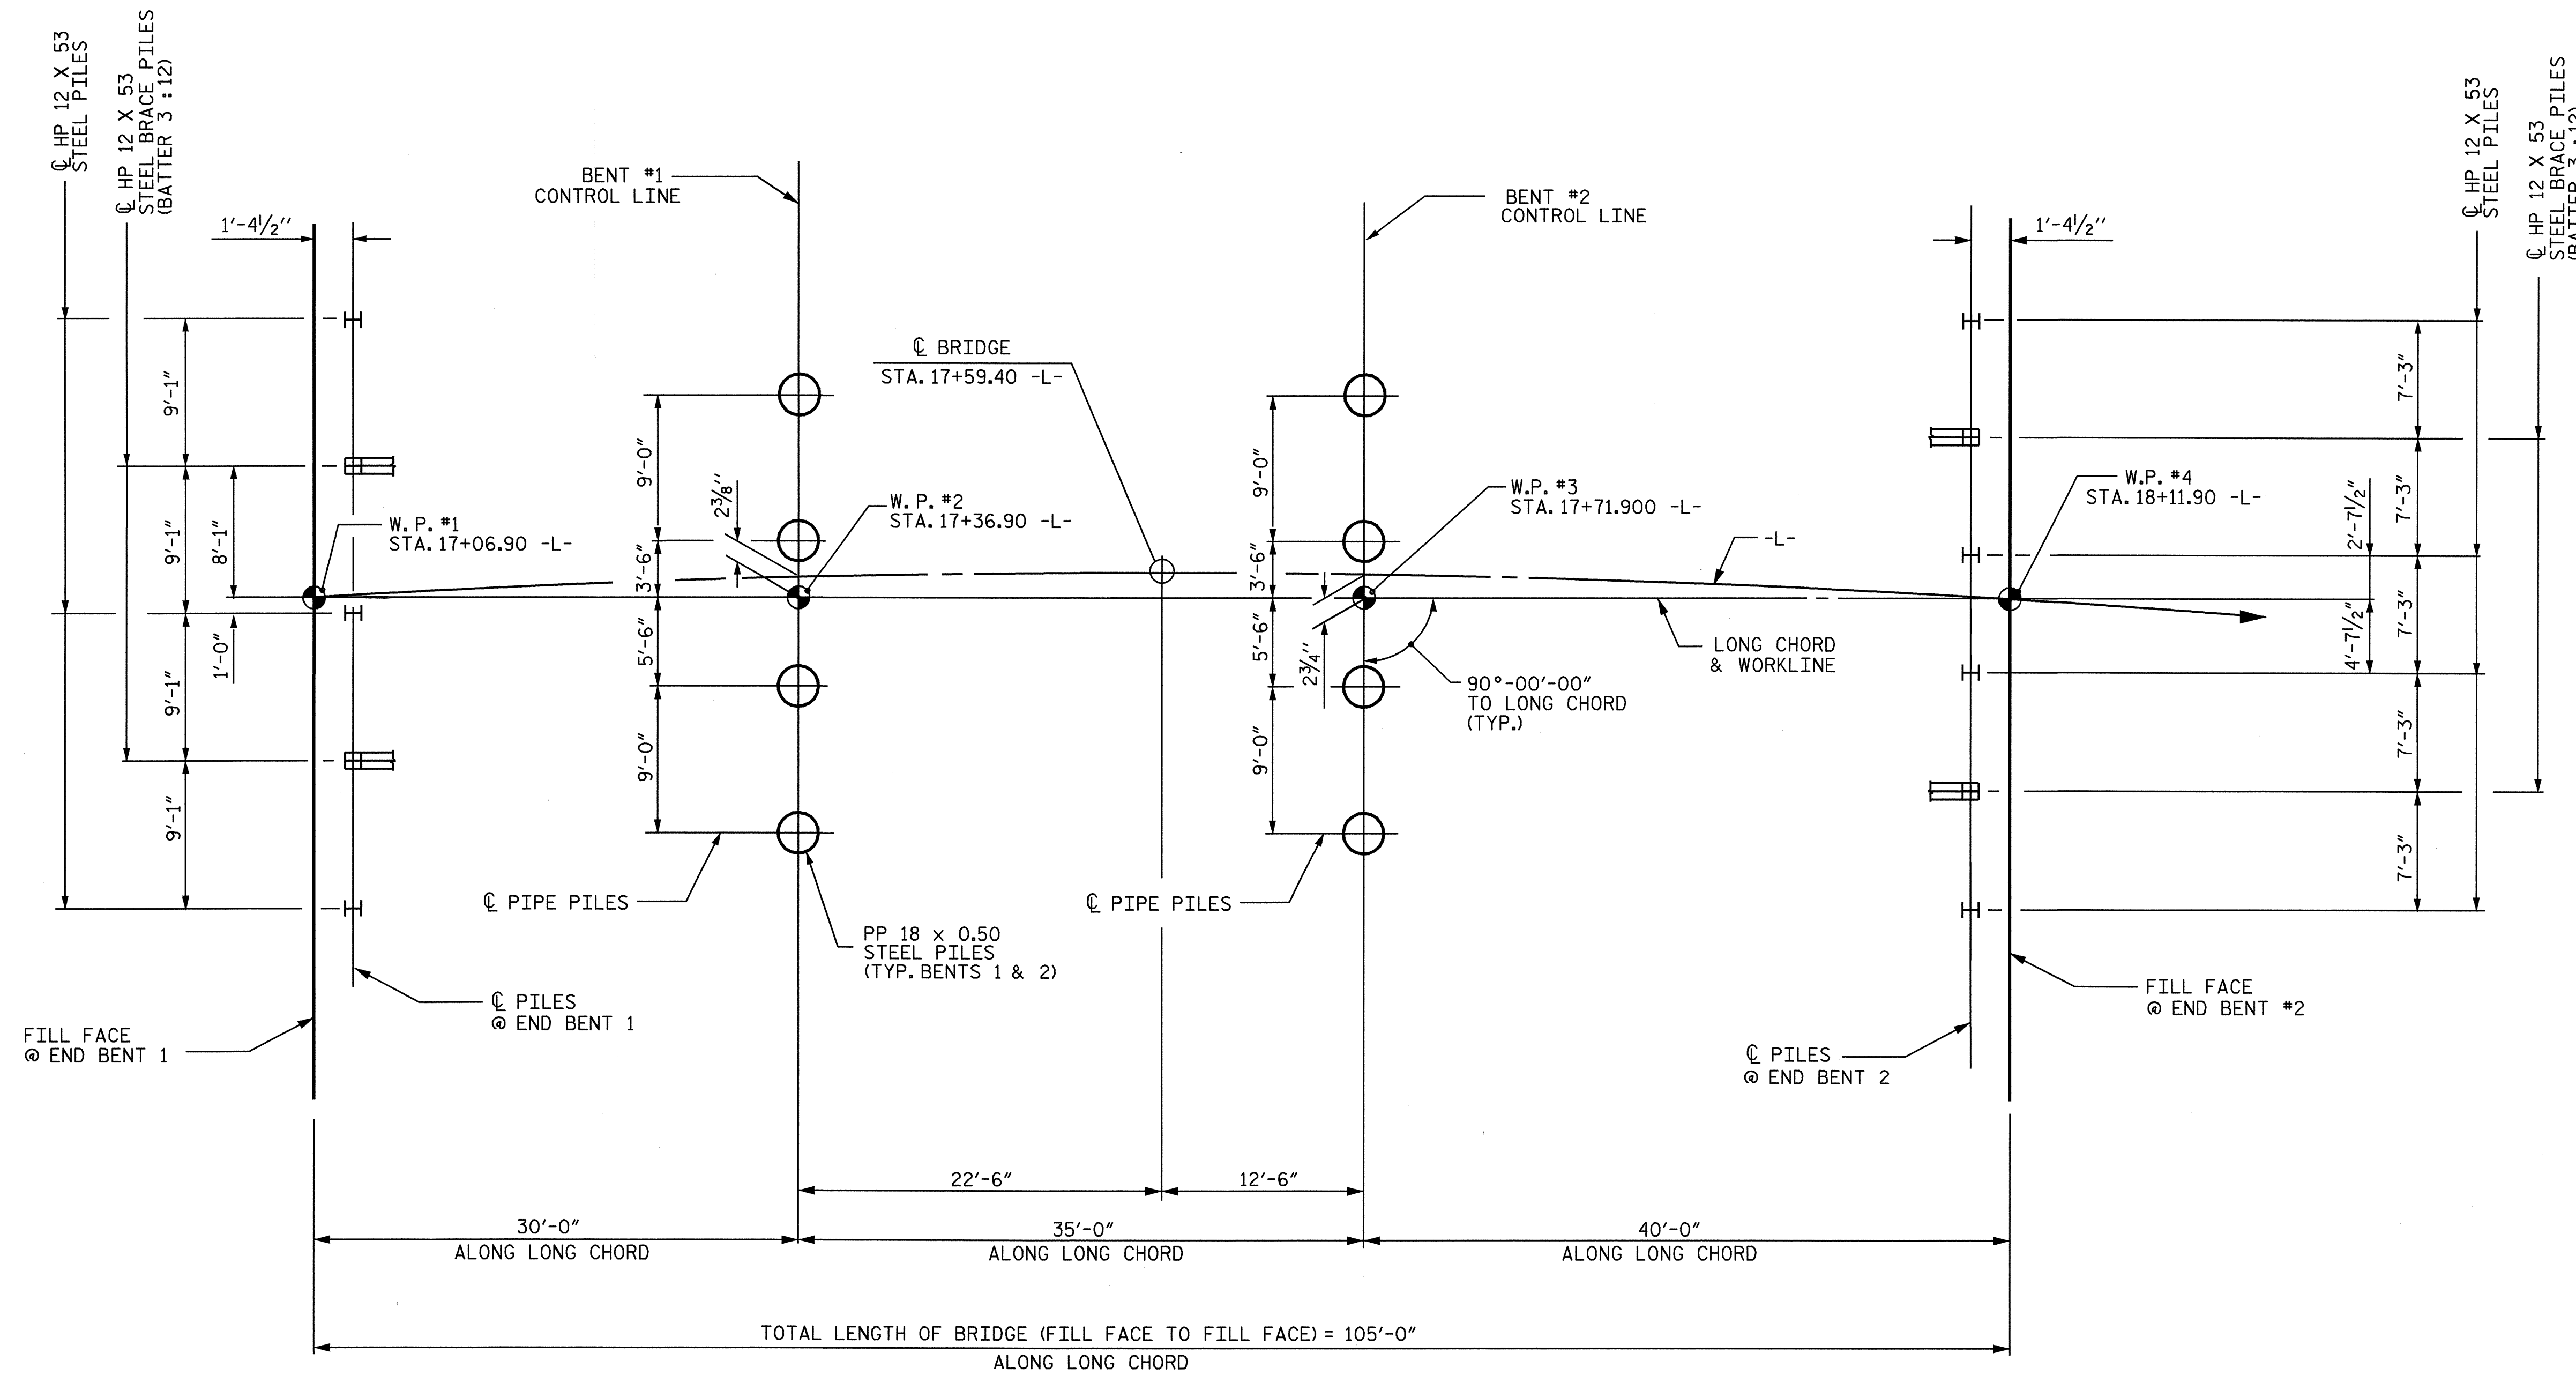 ℄ HP 12 X 53
STEEL PILES
℄ HP 12 X 53
STEEL BRACE PILES
(BATTER 3 :12)
1'-4½''
9'-1"
9'-1"
8'-1"
1'-0"
9'-1"
9'-1"
W.P. #1
STA. 17+06.90 -L-
FILL FACE
@ END BENT 1
℄ PILES
@ END BENT 1
BENT #1
CONTROL LINE
9'-0"
3'-6"
5'-6"
9'-0"
2⅜''
W.P. #2
STA. 17+36.90 -L-
℄ PIPE PILES
PP 18 x 0.50
STEEL PILES
(TYP. BENTS 1 & 2)
℄ BRIDGE
STA. 17+59.40 -L-
BENT #2
CONTROL LINE
9'-0"
3'-6"
5'-6"
9'-0"
2¾''
W.P. #3
STA. 17+71.900 -L-
℄ PIPE PILES
90°-00'-00"
TO LONG CHORD
(TYP.)
-L-
LONG CHORD
& WORKLINE
W.P. #4
STA. 18+11.90 -L-
1'-4½''
℄ HP 12 X 53
STEEL PILES
℄ HP 12 X 53
STEEL BRACE PILES
(BATTER 3 :12)
7'-3"
7'-3"
2'-7½"
7'-3"
4'-7½"
7'-3"
7'-3"
FILL FACE
@ END BENT #2
℄ PILES
@ END BENT 2
22'-6"
12'-6"
30'-0"
ALONG LONG CHORD
35'-0"
ALONG LONG CHORD
40'-0"
ALONG LONG CHORD
TOTAL LENGTH OF BRIDGE (FILL FACE TO FILL FACE) = 105'-0"
ALONG LONG CHORD